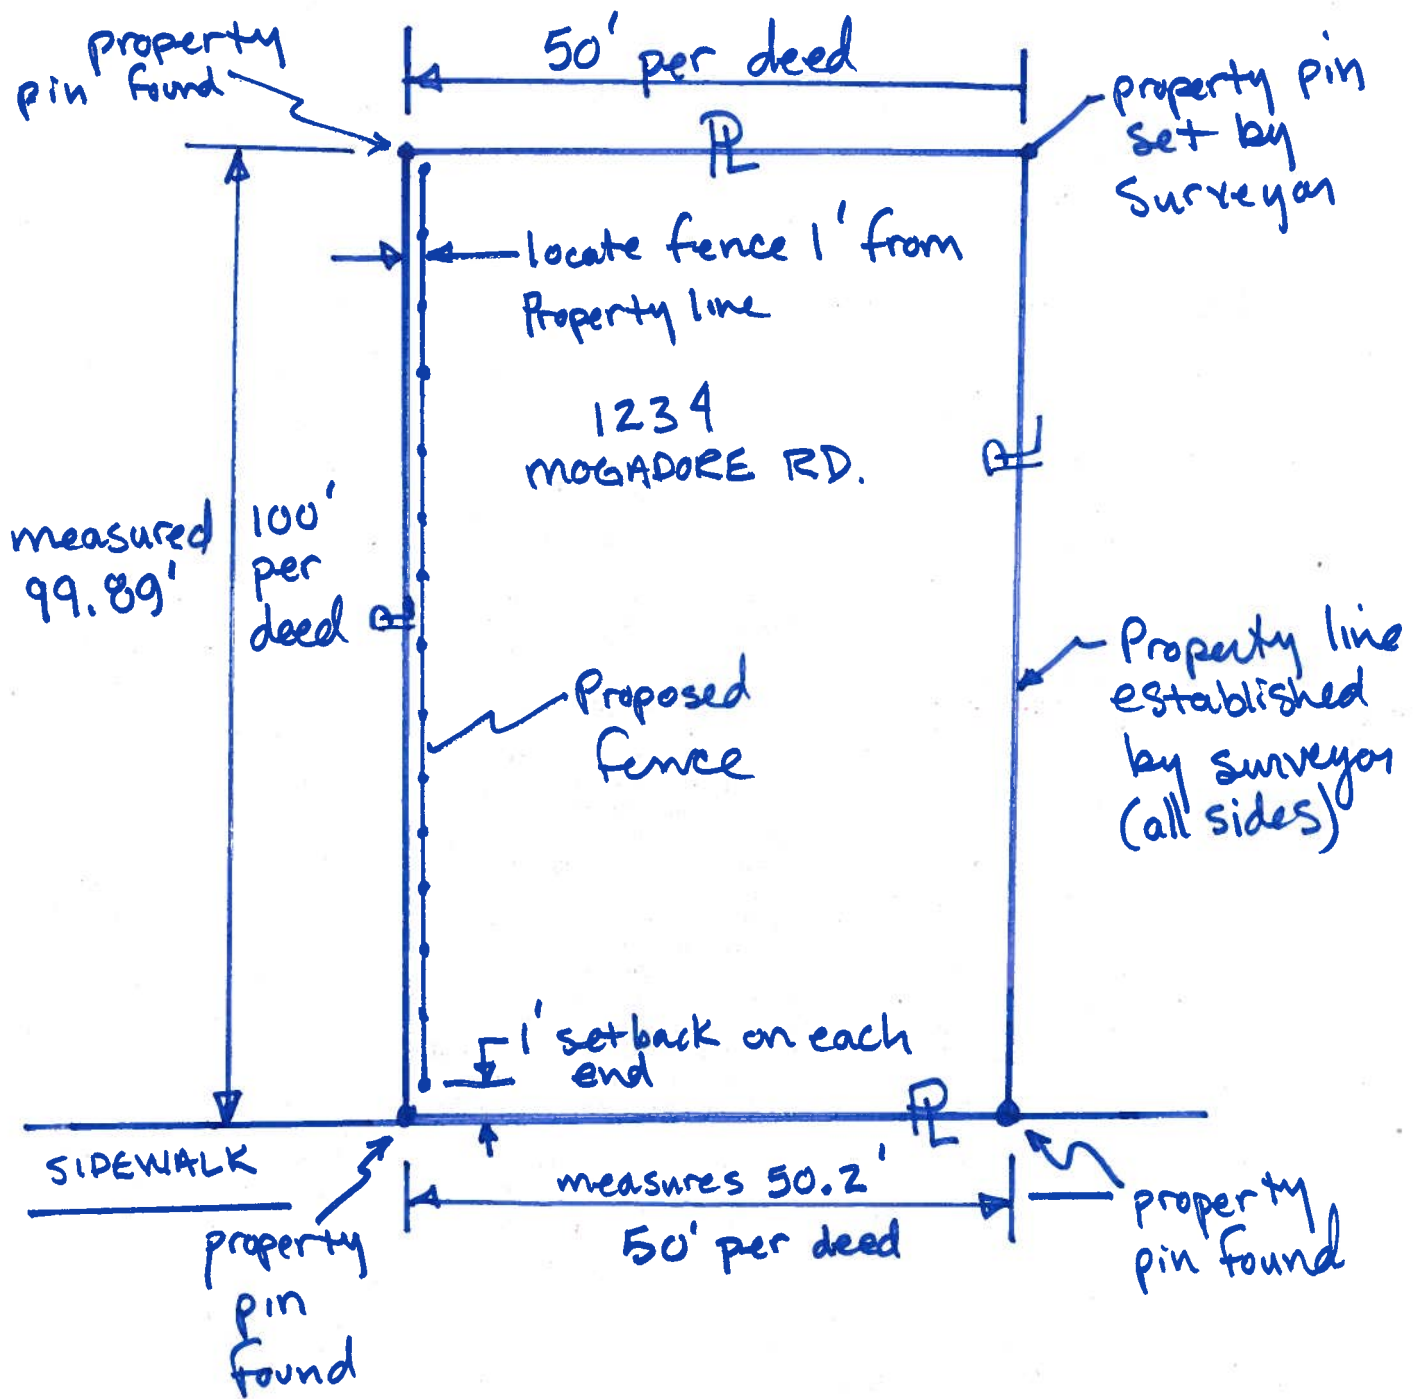 property
pin found
50' per deed
property pin
set by
surveyor
PL
locate fence 1' from
Property line
1234
MOGADORE RD.
PL
measured
99.89'
100'
per
deed
PL
Property line
established
by surveyor
(all sides)
Proposed
fence
1' setback on each
end
PL
SIDEWALK
measures 50.2'
50' per deed
property
pin
found
property
pin found